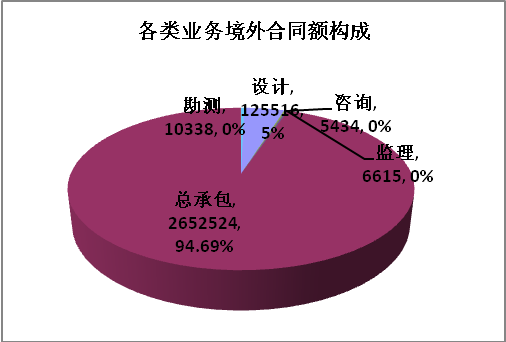 各类业务境外合同额构成
设计,
125516,
5%
咨询,
5434, 0%
监理,
6615, 0%
总承包,
2652524,
94.69%
勘测,
10338, 0%